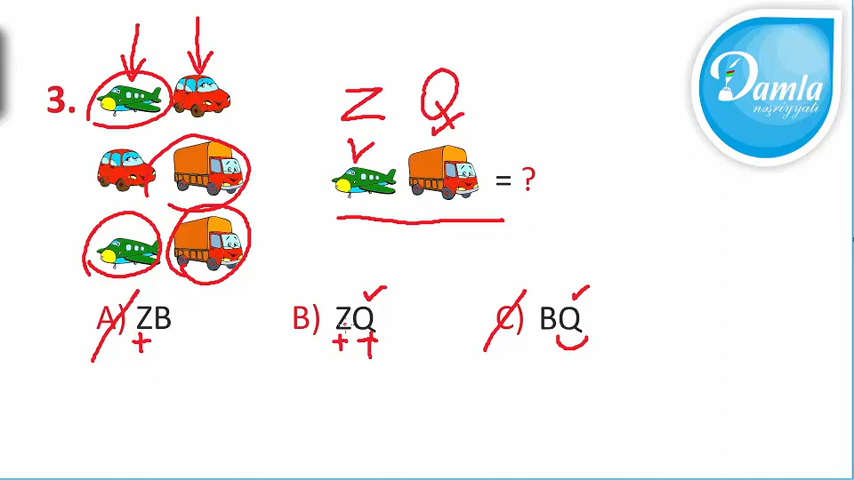 Damla
nəşriyyatı
3.
Z Q
= ?
A) ZB B) ZQ C) BQ